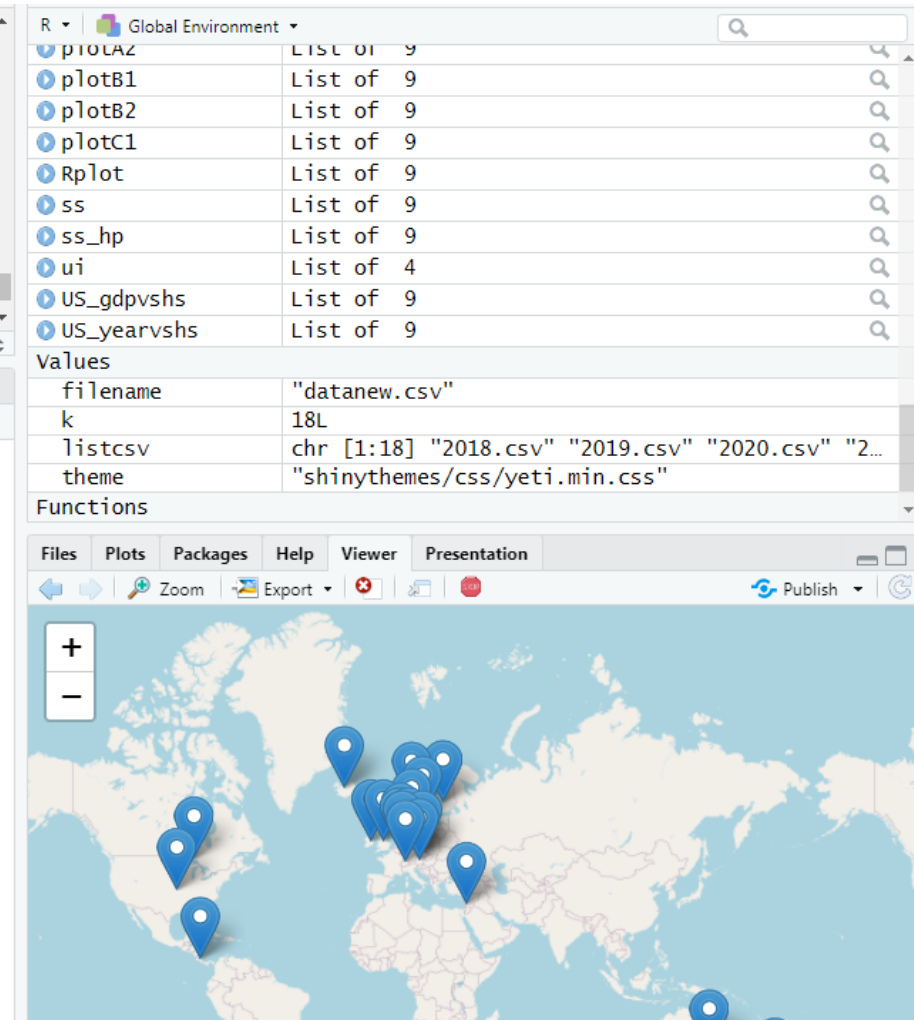 R Global Environment
plotA2 List of 9
plotB1 List of 9
plotB2 List of 9
plotC1 List of 9
Rplot List of 9
ss List of 9
ss_hp List of 9
ui List of 4
US_gdpvshs List of 9
US_yearvshs List of 9
Values
filename "datanew.csv"
k 18L
listcsv chr [1:18] "2018.csv" "2019.csv" "2020.csv" "2…
theme "shinythemes/css/yeti.min.css"
Functions
Files Plots Packages Help Viewer Presentation
Zoom Export STOP Publish
+
−